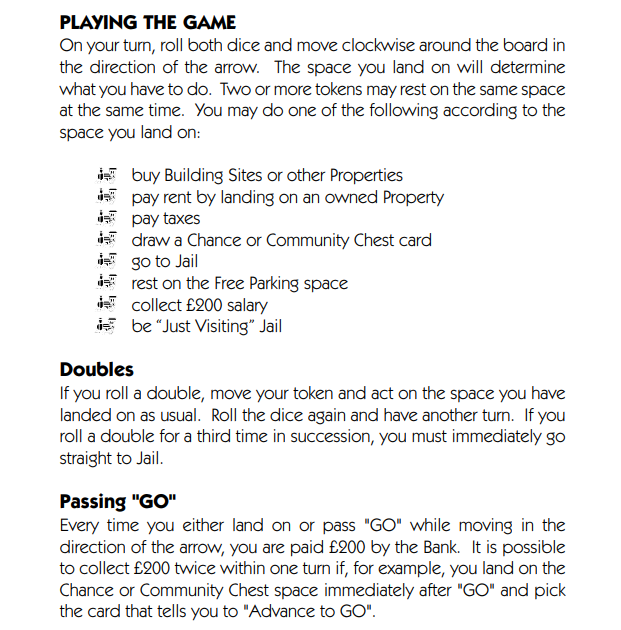 PLAYING THE GAME
On your turn, roll both dice and move clockwise around the board in
the direction of the arrow. The space you land on will determine
what you have to do. Two or more tokens may rest on the same space
at the same time. You may do one of the following according to the
space you land on:
buy Building Sites or other Properties
pay rent by landing on an owned Property
pay taxes
draw a Chance or Community Chest card
go to Jail
rest on the Free Parking space
collect £200 salary
be “Just Visiting” Jail
Doubles
If you roll a double, move your token and act on the space you have
landed on as usual. Roll the dice again and have another turn. If you
roll a double for a third time in succession, you must immediately go
straight to Jail.
Passing "GO"
Every time you either land on or pass "GO" while moving in the
direction of the arrow, you are paid £200 by the Bank. It is possible
to collect £200 twice within one turn if, for example, you land on the
Chance or Community Chest space immediately after "GO" and pick
the card that tells you to "Advance to GO".